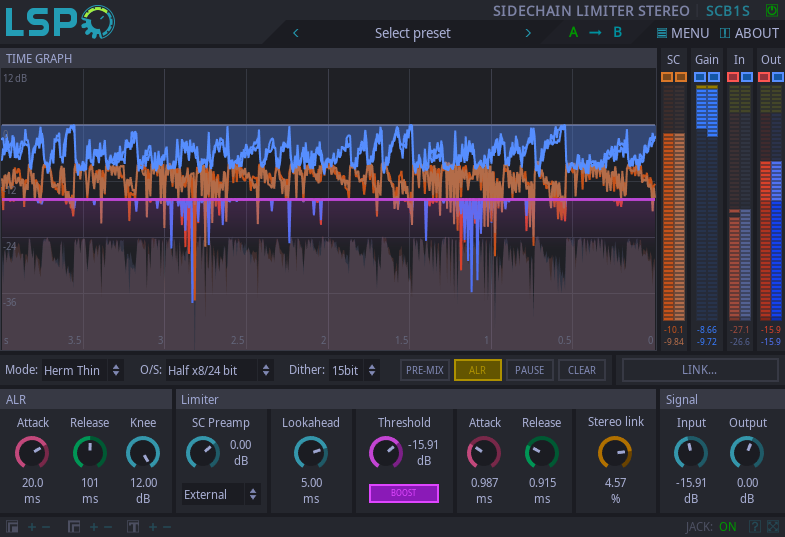 LSP
SIDECHAIN LIMITER STEREO SCB1S
Select preset
A → B
MENU
ABOUT
TIME GRAPH
12 dB
-12
-24
-36
s 3.5 3 2.5 2 1.5 1 0.5 0
SC Gain In Out
-10.1 -8.66 -27.1 -15.9
-9.84 -9.72 -26.6 -15.9
Mode: Herm Thin O/S: Half x8/24 bit Dither: 15bit PRE-MIX ALR PAUSE CLEAR LINK...
ALR Limiter Signal
Attack Release Knee SC Preamp Lookahead Threshold Attack Release Stereo link Input Output
0.00 dB
-15.91 dB
20.0 ms
101 ms
12.00 dB
External
5.00 ms
BOOST
0.987 ms
0.915 ms
4.57 %
-15.91 dB
0.00 dB
JACK: ON